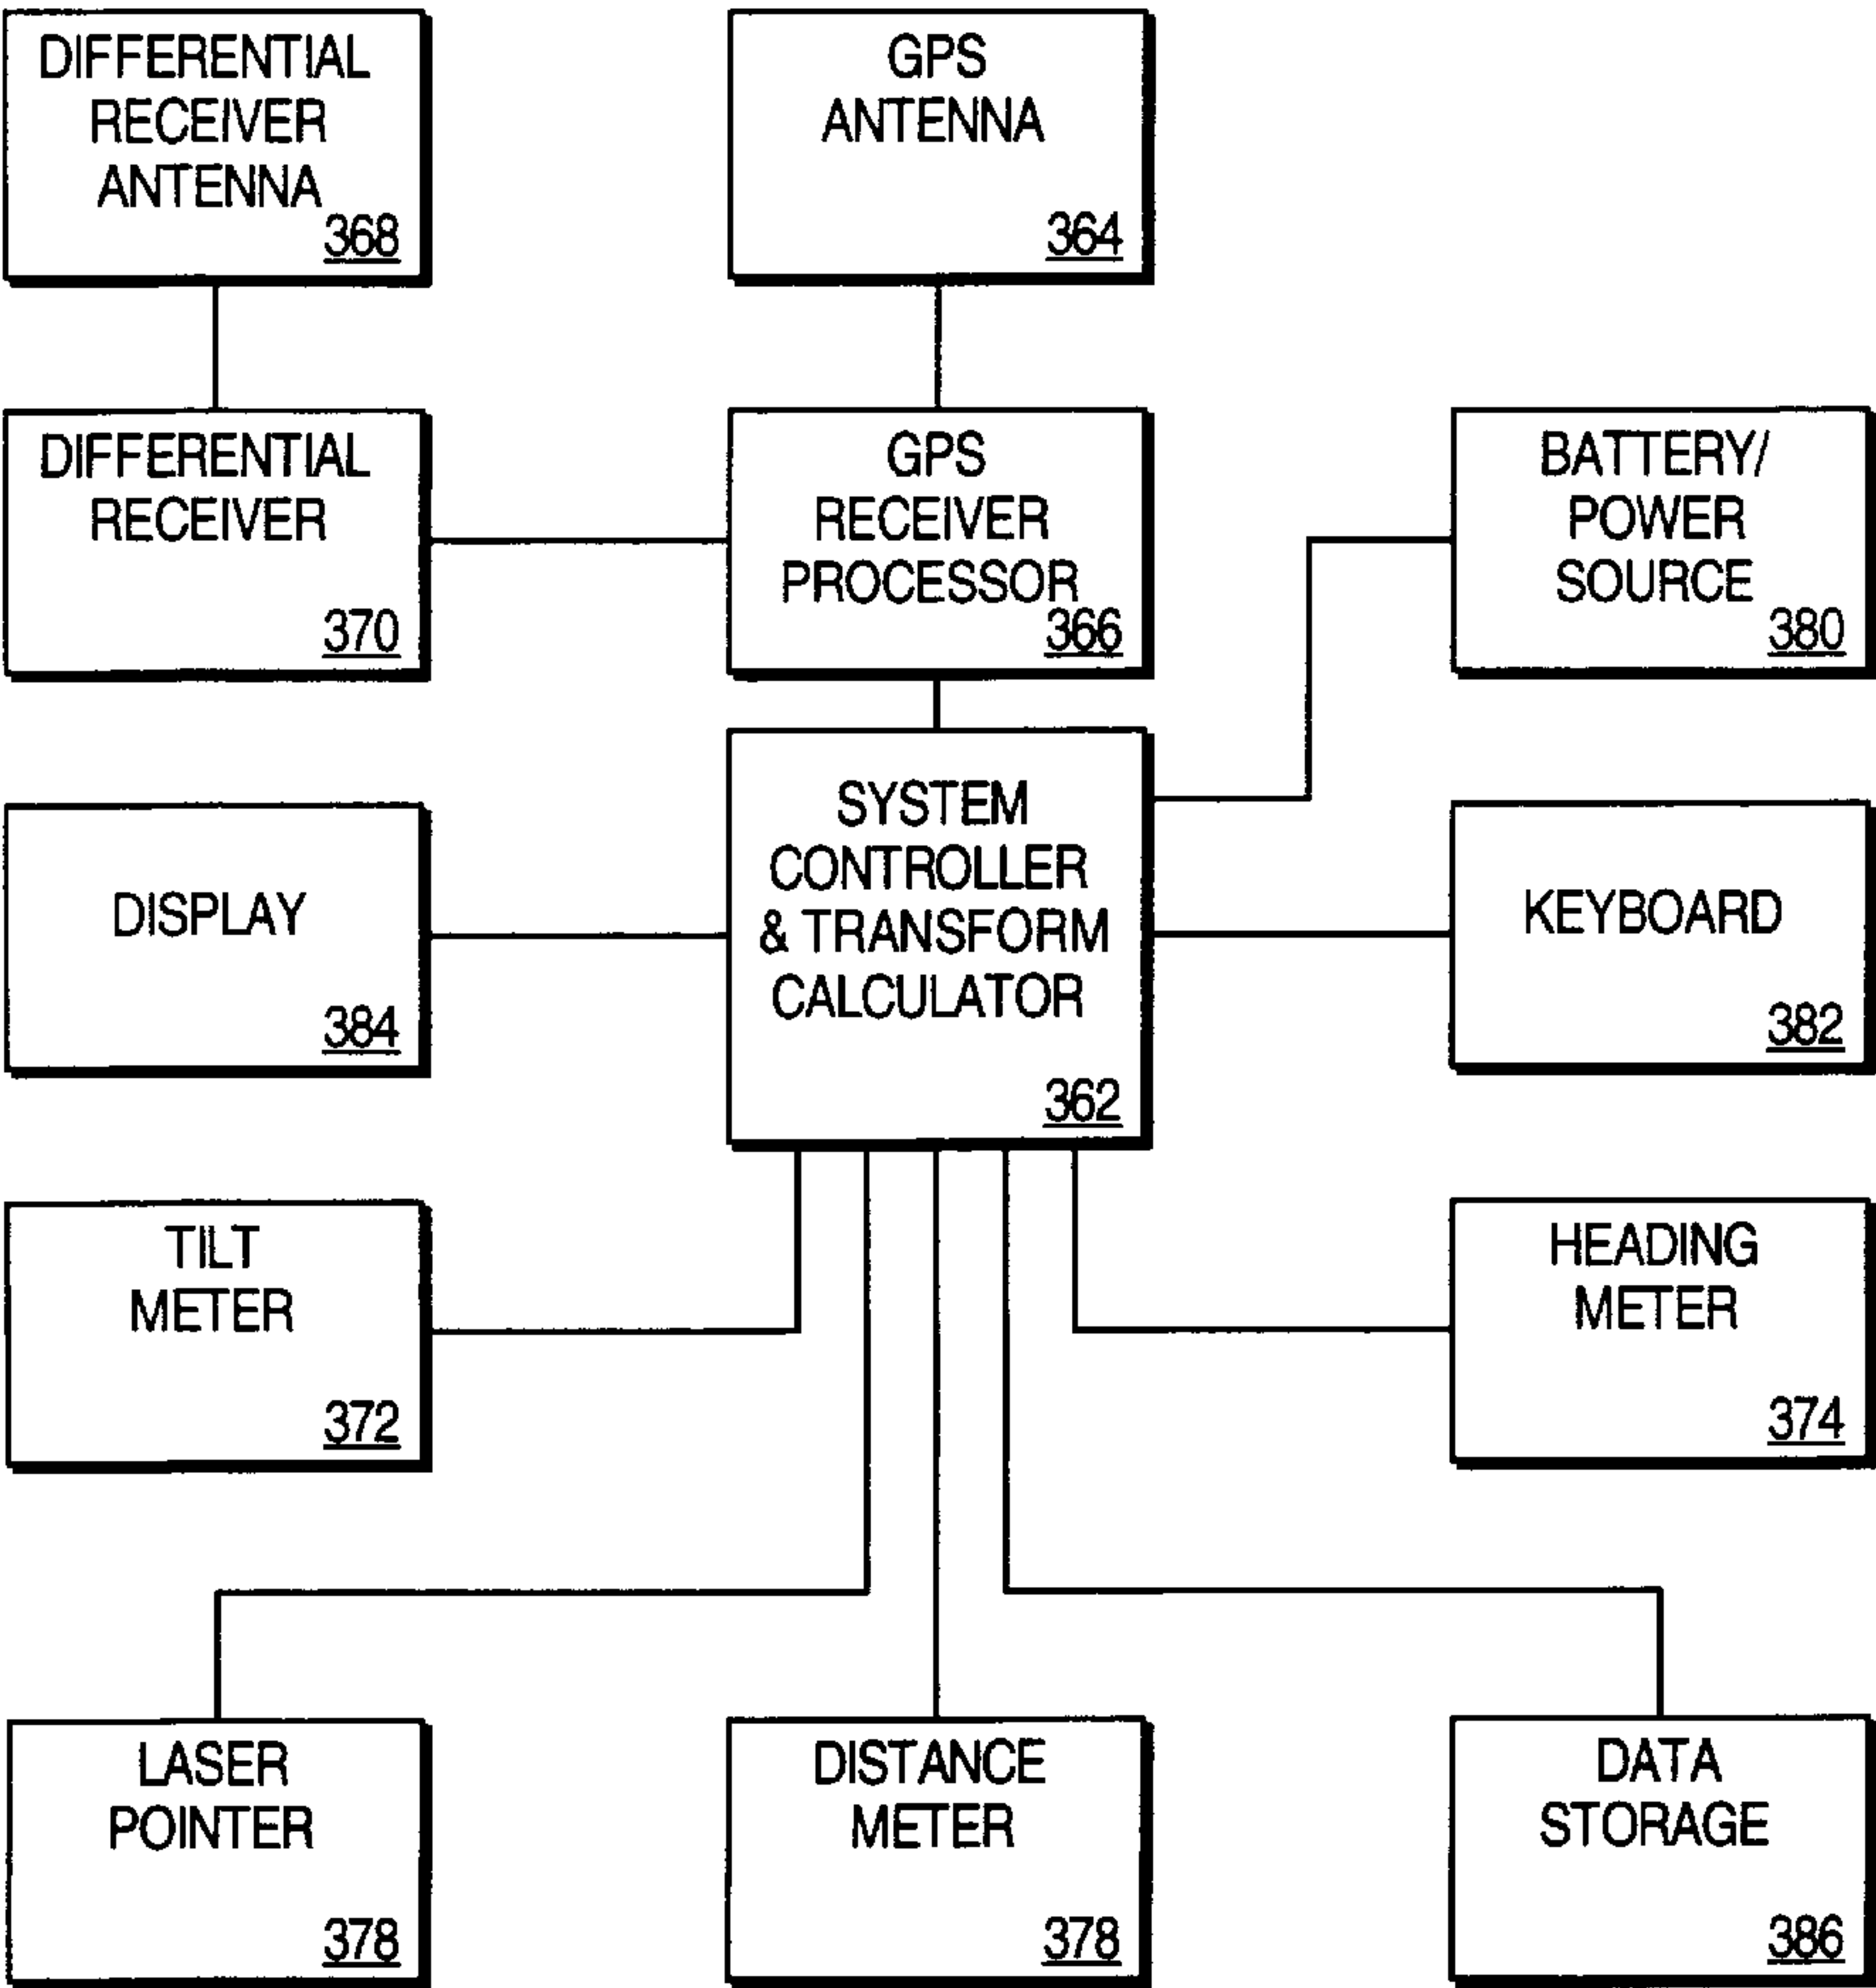 DIFFERENTIAL
RECEIVER
ANTENNA
368
GPS
ANTENNA
364
DIFFERENTIAL
RECEIVER
370
GPS
RECEIVER
PROCESSOR
366
BATTERY/
POWER
SOURCE
380
DISPLAY
384
SYSTEM
CONTROLLER
& TRANSFORM
CALCULATOR
362
KEYBOARD
382
TILT
METER
372
HEADING
METER
374
LASER
POINTER
378
DISTANCE
METER
378
DATA
STORAGE
386